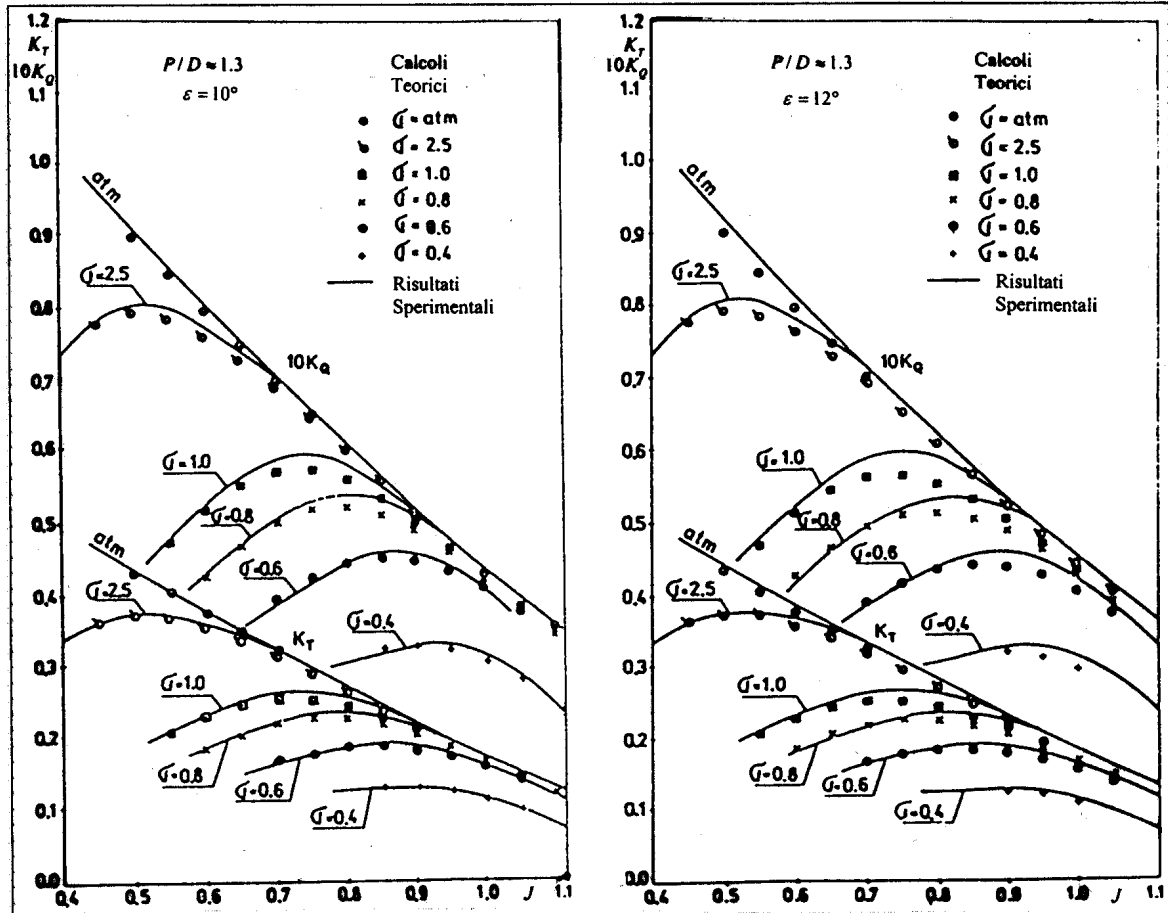 1.2
K_T
10K_Q
1.1
1.0
0.9
0.8
0.7
0.6
0.5
0.4
0.3
0.2
0.1
0.0
0.4 0.5 0.6 0.7 0.8 0.9 1.0 J 1.1
P/D ≈ 1.3
ε = 10°
Calcoli
Teorici
σ = atm
σ = 2.5
σ = 1.0
σ = 0.8
σ = 0.6
σ = 0.4
Risultati
Sperimentali
atm
σ=2.5
10K_Q
σ=1.0
σ=0.8
atm
σ=0.6
σ=2.5
K_T
σ=0.4
σ=1.0
σ=0.8
σ=0.6
σ=0.4
1.2
K_T
10K_Q
1.1
1.0
0.9
0.8
0.7
0.6
0.5
0.4
0.3
0.2
0.1
0.0
0.4 0.5 0.6 0.7 0.8 0.9 1.0 J 1.1
P/D ≈ 1.3
ε = 12°
Calcoli
Teorici
σ = atm
σ = 2.5
σ = 1.0
σ = 0.8
σ = 0.6
σ = 0.4
Risultati
Sperimentali
atm
σ=2.5
10K_Q
σ=1.0
σ=0.8
atm
σ=0.6
σ=2.5
K_T
σ=0.4
σ=1.0
σ=0.8
σ=0.6
σ=0.4